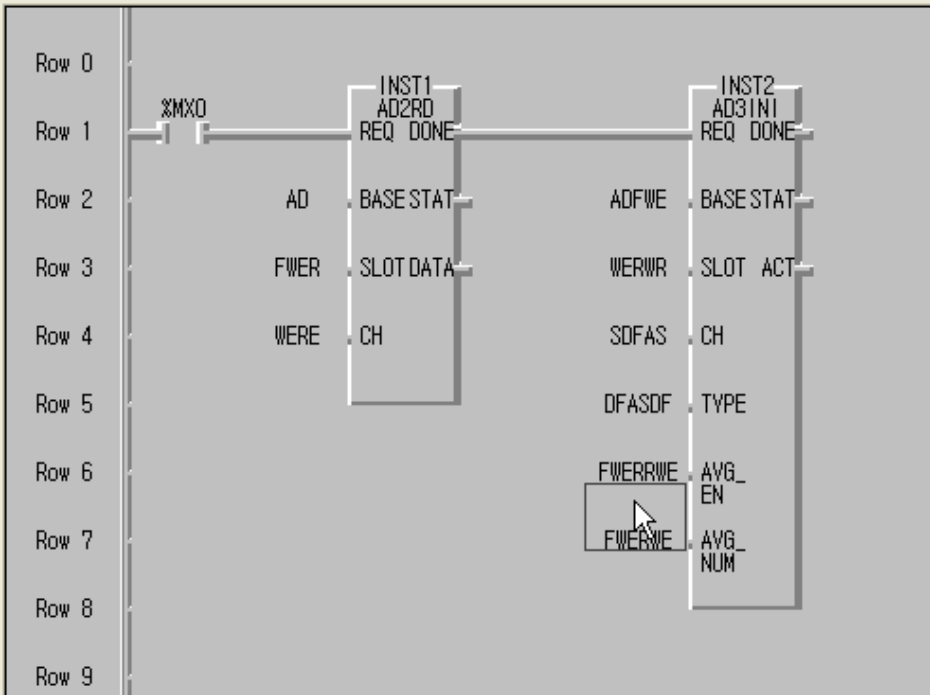 Row 0
INST1 INST2
%MX0 AD2RD AD3INI
Row 1 REQ DONE REQ DONE
Row 2 AD BASE STAT ADFWE BASE STAT
Row 3 FWER SLOT DATA WERWR SLOT ACT
Row 4 WERE CH SDFAS CH
Row 5 DFASDF TYPE
Row 6 FWERRWE AVG_
EN
Row 7 FWERWE AVG_
NUM
Row 8
Row 9